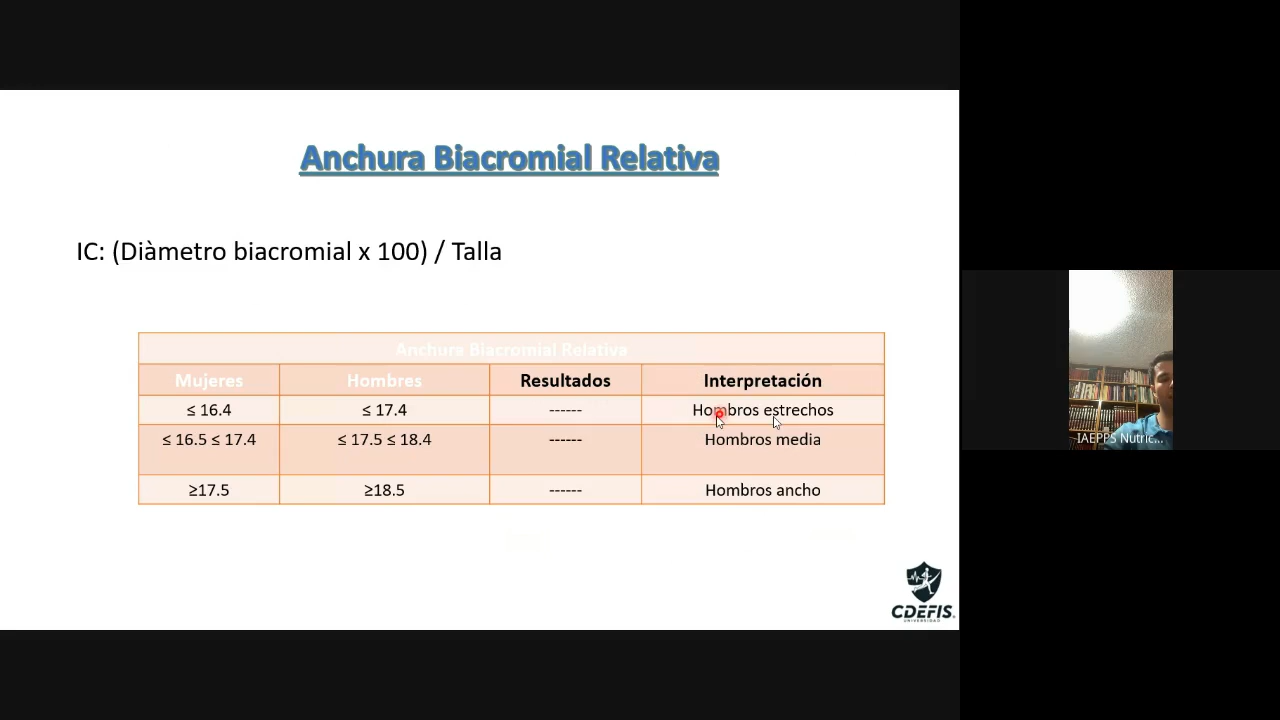 Anchura Biacromial Relativa
IC: (Diàmetro biacromial x 100) / Talla
Anchura Biacromial Relativa
Mujeres Hombres Resultados Interpretación
≤ 16.4 ≤ 17.4 ------ Hombros estrechos
≤ 16.5 ≤ 17.4 ≤ 17.5 ≤ 18.4 ------ Hombros media
≥17.5 ≥18.5 ------ Hombros ancho
CDEFIS
UNIVERSIDAD
IAEPPS Nutric...